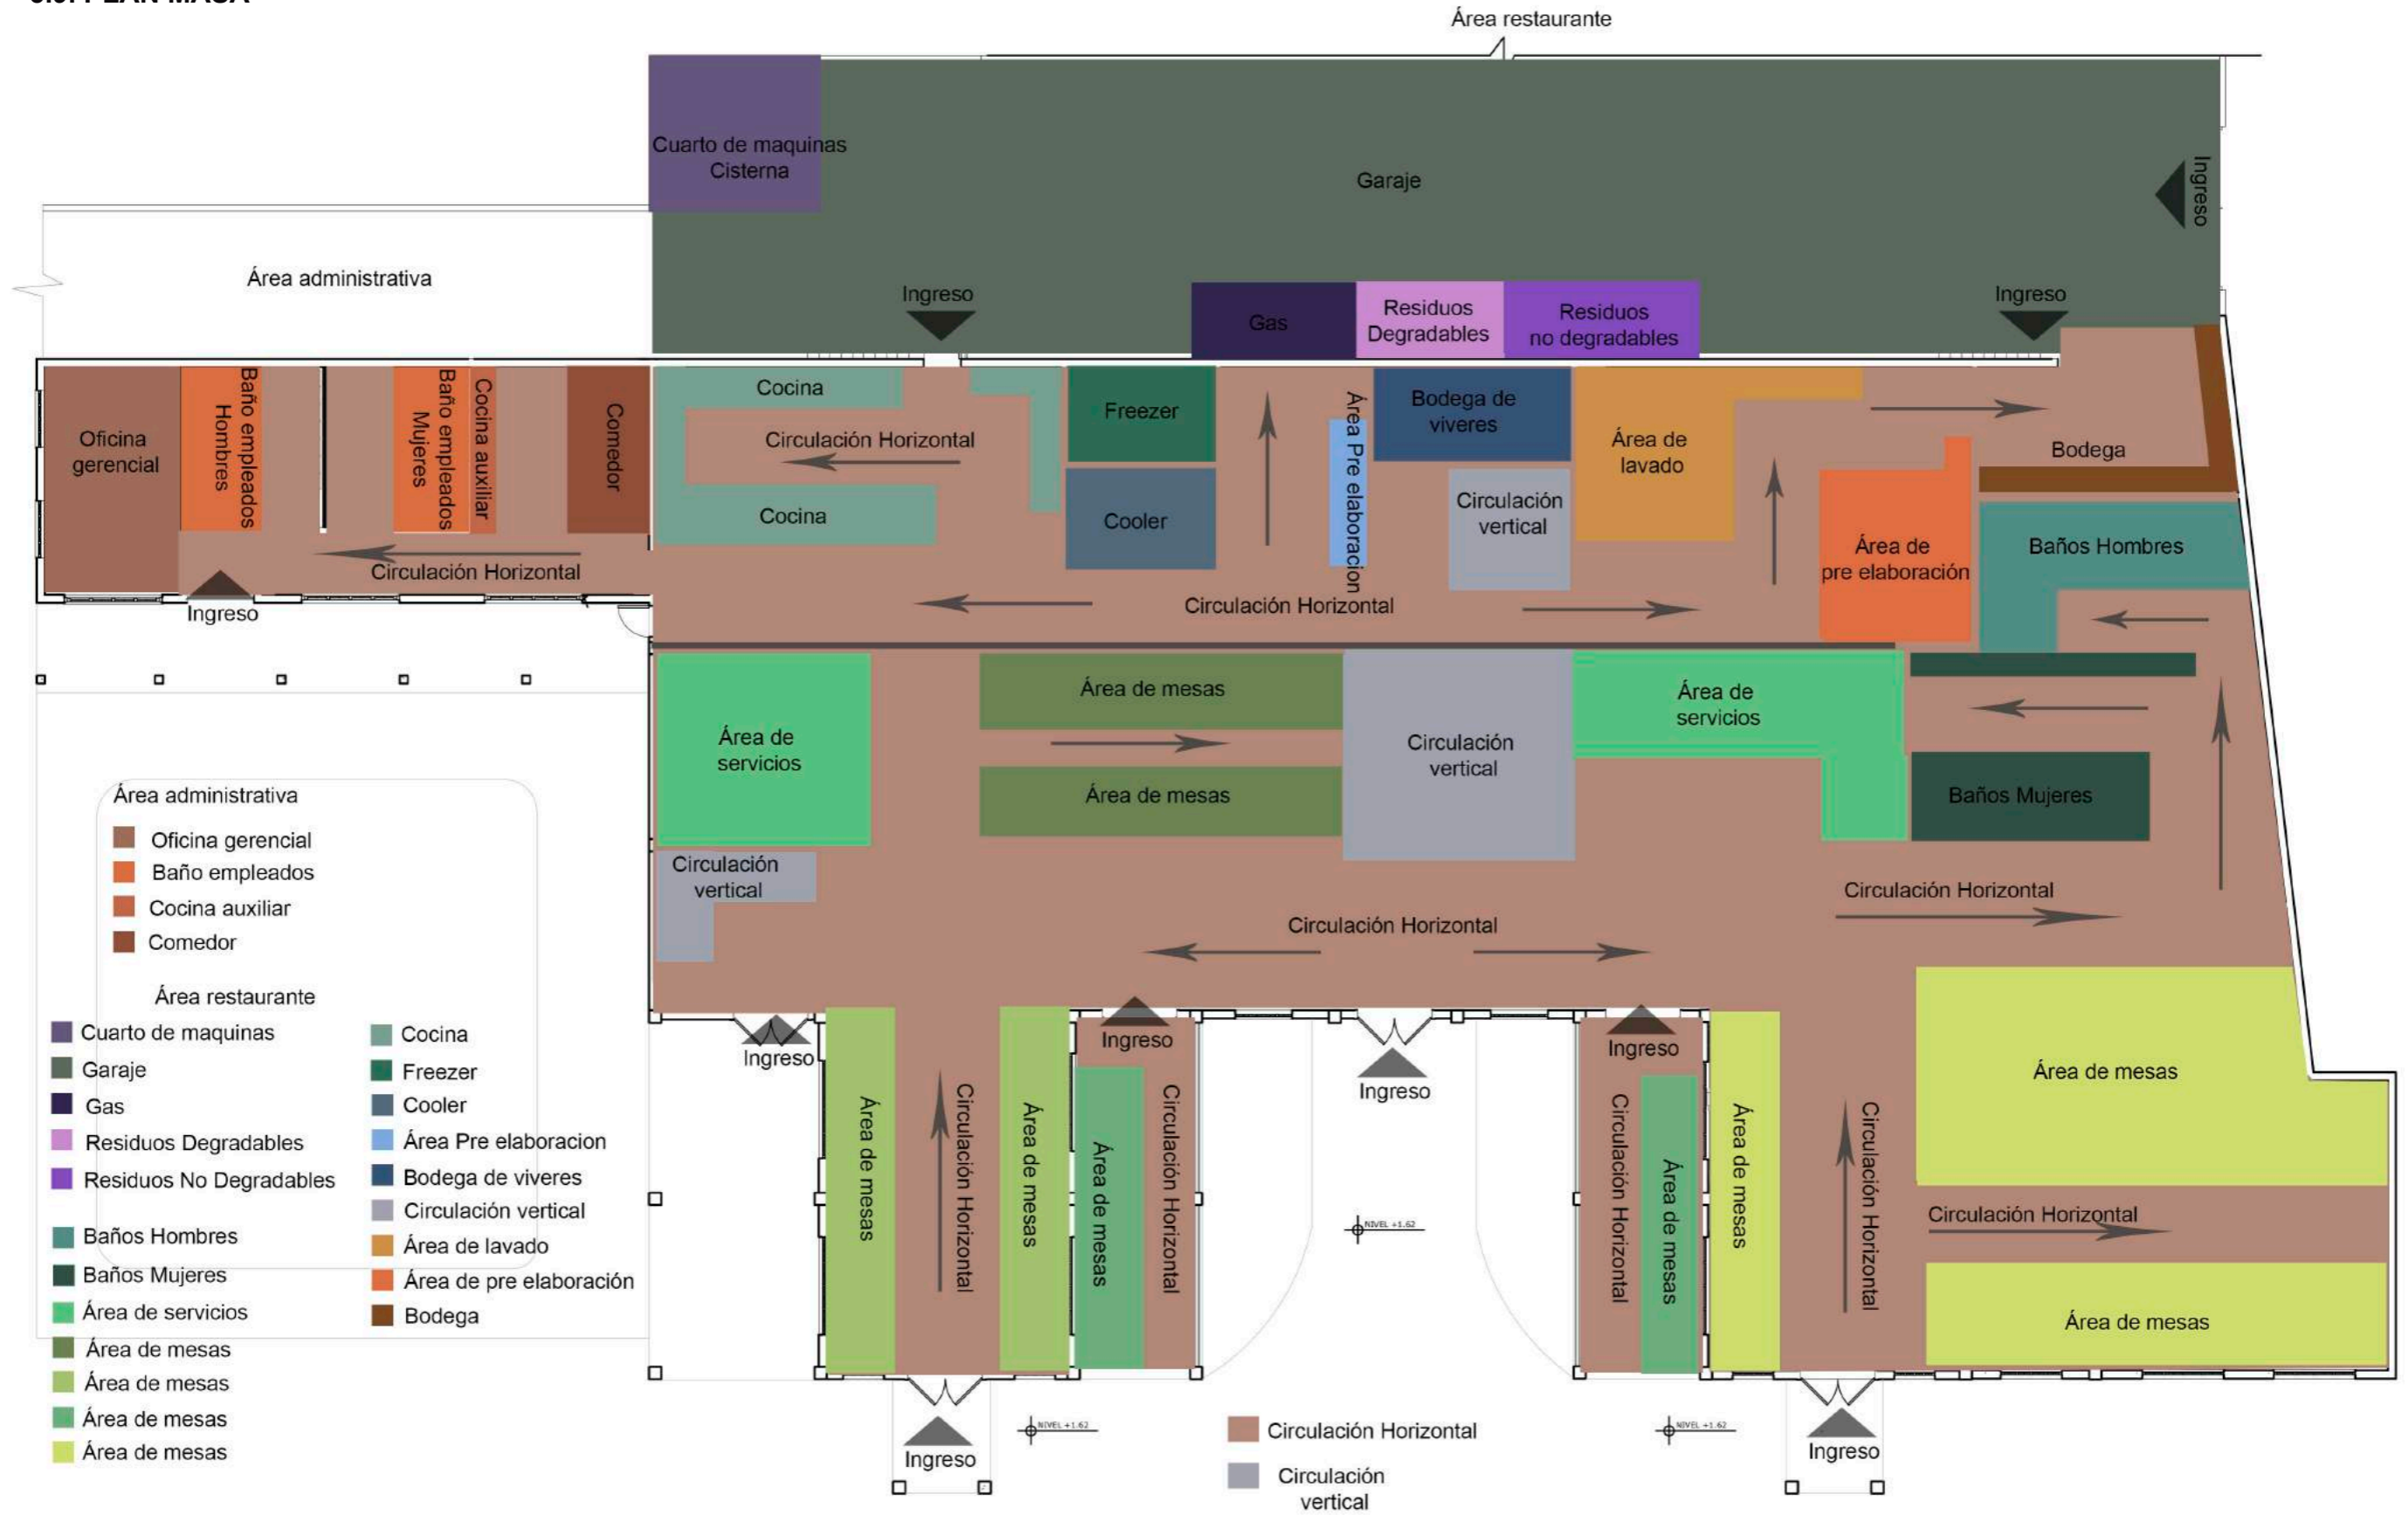 Área restaurante
Cuarto de maquinas
Cisterna
Garaje
Ingreso
Área administrativa
Ingreso
Gas
Residuos
Degradables
Residuos
no degradables
Ingreso
Oficina
gerencial
Baño empleados
Hombres
Baño empleados
Mujeres
Cocina auxiliar
Comedor
Circulación Horizontal
Ingreso
Cocina
Circulación Horizontal
Cocina
Freezer
Cooler
Área Pre elaboracion
Bodega de
viveres
Circulación
vertical
Área de
lavado
Área de
pre elaboración
Bodega
Baños Hombres
Circulación Horizontal
Área de
servicios
Área de mesas
Área de mesas
Circulación
vertical
Área de
servicios
Baños Mujeres
Circulación
vertical
Circulación Horizontal
Circulación Horizontal
Ingreso
Ingreso
Ingreso
Ingreso
Área de mesas
Circulación Horizontal
Área de mesas
Área de mesas
Circulación Horizontal
NIVEL +1.62
Circulación Horizontal
Área de mesas
Área de mesas
Circulación Horizontal
Área de mesas
Circulación Horizontal
Área de mesas
Ingreso
NIVEL +1.62
NIVEL +1.62
Ingreso
Área administrativa
Oficina gerencial
Baño empleados
Cocina auxiliar
Comedor
Área restaurante
Cuarto de maquinas
Garaje
Gas
Residuos Degradables
Residuos No Degradables
Baños Hombres
Baños Mujeres
Área de servicios
Área de mesas
Área de mesas
Área de mesas
Área de mesas
Cocina
Freezer
Cooler
Área Pre elaboracion
Bodega de viveres
Circulación vertical
Área de lavado
Área de pre elaboración
Bodega
Circulación Horizontal
Circulación
vertical